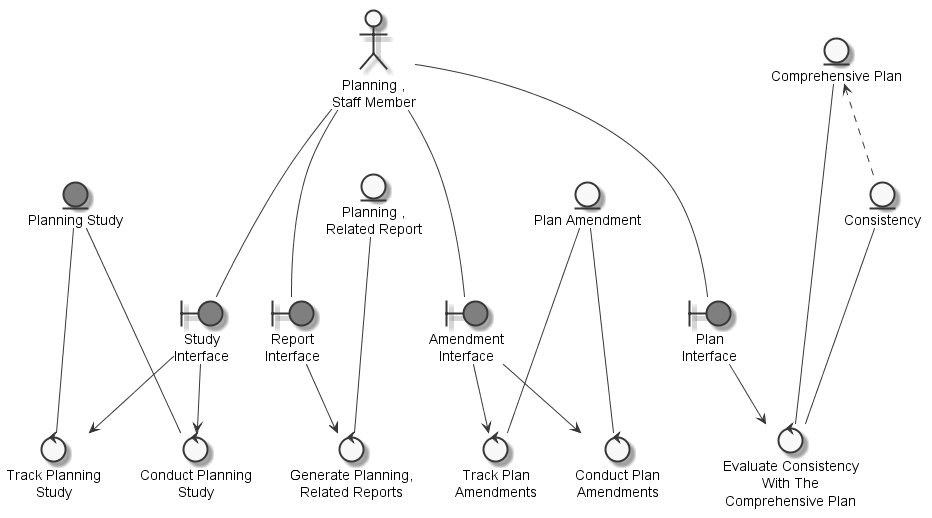 Planning ,
Staff Member
Comprehensive Plan
Planning Study
Planning ,
Related Report
Plan Amendment
Consistency
Study
Interface
Report
Interface
Amendment
Interface
Plan
Interface
Track Planning
Study
Conduct Planning
Study
Generate Planning,
Related Reports
Track Plan
Amendments
Conduct Plan
Amendments
Evaluate Consistency
With The
Comprehensive Plan